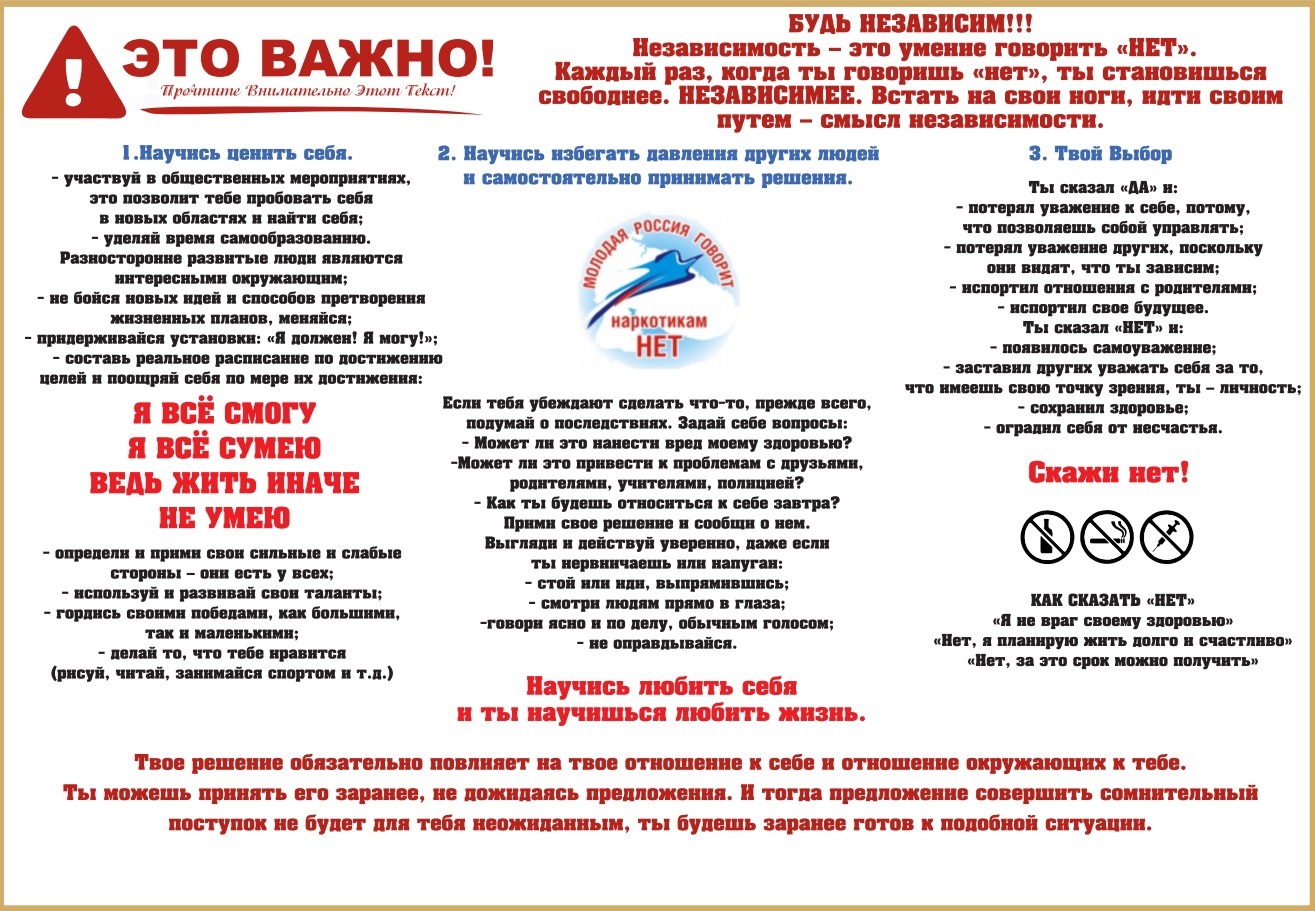 ЭТО ВАЖНО!
Прочтите Внимательно Этот Текст!
БУДЬ НЕЗАВИСИМ!!!
Независимость – это умение говорить «НЕТ».
Каждый раз, когда ты говоришь «нет», ты становишься
свободнее. НЕЗАВИСИМЕЕ. Встать на свои ноги, идти своим
путем – смысл независимости.
1.Научись ценить себя.
- участвуй в общественных мероприятиях,
это позволит тебе пробовать себя
в новых областях и найти себя;
- уделяй время самообразованию.
Разносторонне развитые люди являются
интересными окружающим;
- не бойся новых идей и способов претворения
жизненных планов, меняйся;
- придерживайся установки: «Я должен! Я могу!»;
- составь реальное расписание по достижению
целей и поощряй себя по мере их достижения:
Я ВСЁ СМОГУ
Я ВСЁ СУМЕЮ
ВЕДЬ ЖИТЬ ИНАЧЕ
НЕ УМЕЮ
- определи и прими свои сильные и слабые
стороны – они есть у всех;
- используй и развивай свои таланты;
- гордись своими победами, как большими,
так и маленькими;
- делай то, что тебе нравится
(рисуй, читай, занимайся спортом и т.д.)
2. Научись избегать давления других людей
и самостоятельно принимать решения.
МОЛОДАЯ РОССИЯ ГОВОРИТ
наркотикам
НЕТ
Если тебя убеждают сделать что-то, прежде всего,
подумай о последствиях. Задай себе вопросы:
- Может ли это нанести вред моему здоровью?
-Может ли это привести к проблемам с друзьями,
родителями, учителями, полицией?
- Как ты будешь относиться к себе завтра?
Прими свое решение и сообщи о нем.
Выгляди и действуй уверенно, даже если
ты нервничаешь или напуган:
- стой или иди, выпрямившись;
- смотри людям прямо в глаза;
-говори ясно и по делу, обычным голосом;
- не оправдывайся.
Научись любить себя
и ты научишься любить жизнь.
3. Твой Выбор
Ты сказал «ДА» и:
- потерял уважение к себе, потому,
что позволяешь собой управлять;
- потерял уважение других, поскольку
они видят, что ты зависим;
- испортил отношения с родителями;
- испортил свое будущее.
Ты сказал «НЕТ» и:
- появилось самоуважение;
- заставил других уважать себя за то,
что имеешь свою точку зрения, ты – личность;
- сохранил здоровье;
- оградил себя от несчастья.
Скажи нет!
КАК СКАЗАТЬ «НЕТ»
«Я не враг своему здоровью»
«Нет, я планирую жить долго и счастливо»
«Нет, за это срок можно получить»
Твое решение обязательно повлияет на твое отношение к себе и отношение окружающих к тебе.
Ты можешь принять его заранее, не дожидаясь предложения. И тогда предложение совершить сомнительный
поступок не будет для тебя неожиданным, ты будешь заранее готов к подобной ситуации.